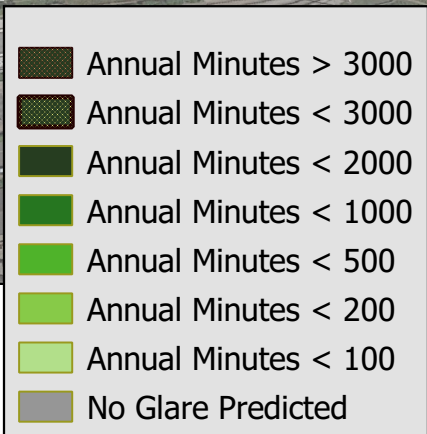 Annual Minutes > 3000
Annual Minutes < 3000
Annual Minutes < 2000
Annual Minutes < 1000
Annual Minutes < 500
Annual Minutes < 200
Annual Minutes < 100
No Glare Predicted